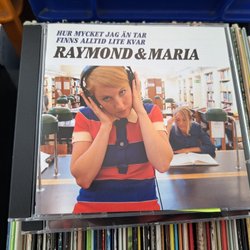 HUR MYCKET JAG ÄN TAR
FINNS ALLTID LITE KVAR
RAYMOND & MARIA